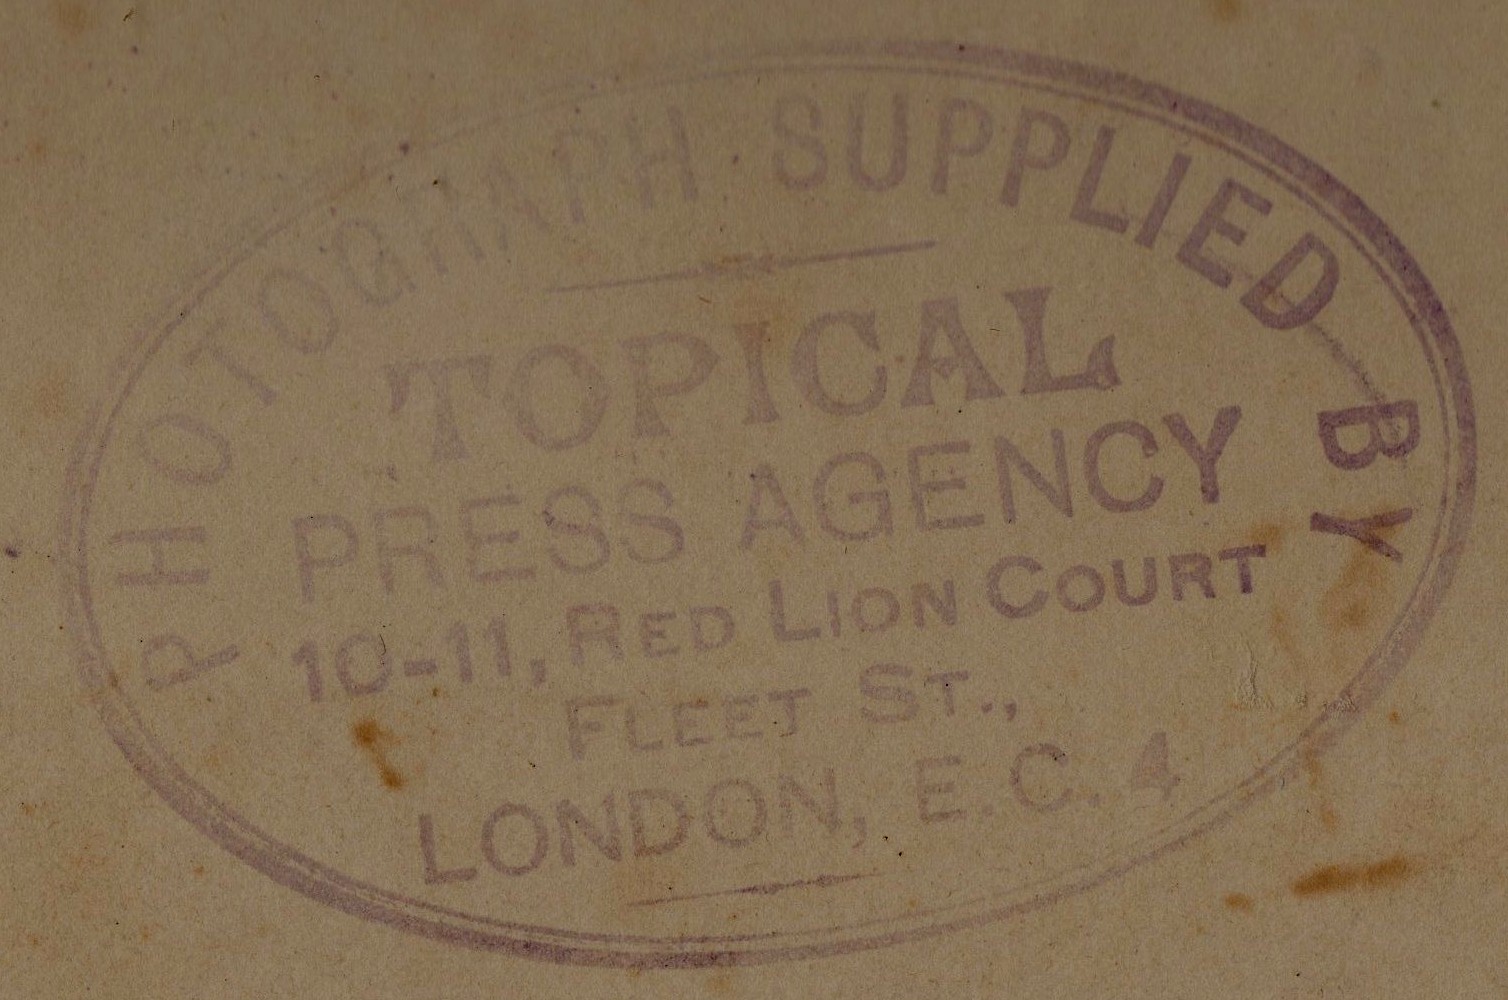 PHOTOGRAPH SUPPLIED BY
TOPICAL
PRESS AGENCY
10-11, RED LION COURT
FLEET ST.,
LONDON, E.C. 4